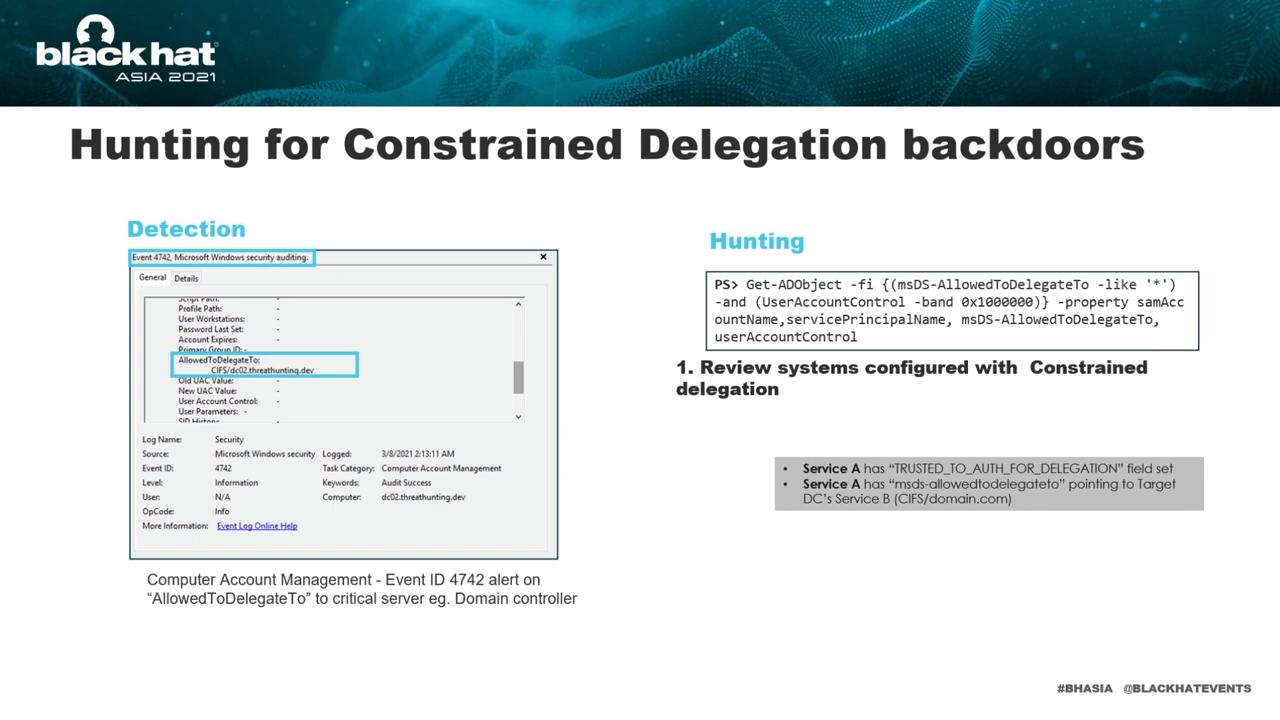 black hat
ASIA 2021
Hunting for Constrained Delegation backdoors
Detection
Event 4742, Microsoft Windows security auditing.
General Details
Script Path: -
Profile Path: -
User Workstations: -
Password Last Set: -
Account Expires: -
Primary Group ID: -
AllowedToDelegateTo:
CIFS/dc02.threathunting.dev
Old UAC Value: -
New UAC Value: -
User Account Control: -
User Parameters: -
SID History: -
Log Name: Security
Source: Microsoft Windows security Logged: 3/8/2021 2:13:11 AM
Event ID: 4742 Task Category: Computer Account Management
Level: Information Keywords: Audit Success
User: N/A Computer: dc02.threathunting.dev
OpCode: Info
More Information: Event Log Online Help
Computer Account Management - Event ID 4742 alert on
“AllowedToDelegateTo” to critical server eg. Domain controller
Hunting
PS> Get-ADObject -fi {(msDS-AllowedToDelegateTo -like '*')
-and (UserAccountControl -band 0x1000000)} -property samAcc
ountName,servicePrincipalName, msDS-AllowedToDelegateTo,
userAccountControl
1. Review systems configured with Constrained
delegation
• Service A has “TRUSTED_TO_AUTH_FOR_DELEGATION” field set
• Service A has “msds-allowedtodelegateto” pointing to Target
DC’s Service B (CIFS/domain.com)
#BHASIA @BLACKHATEVENTS